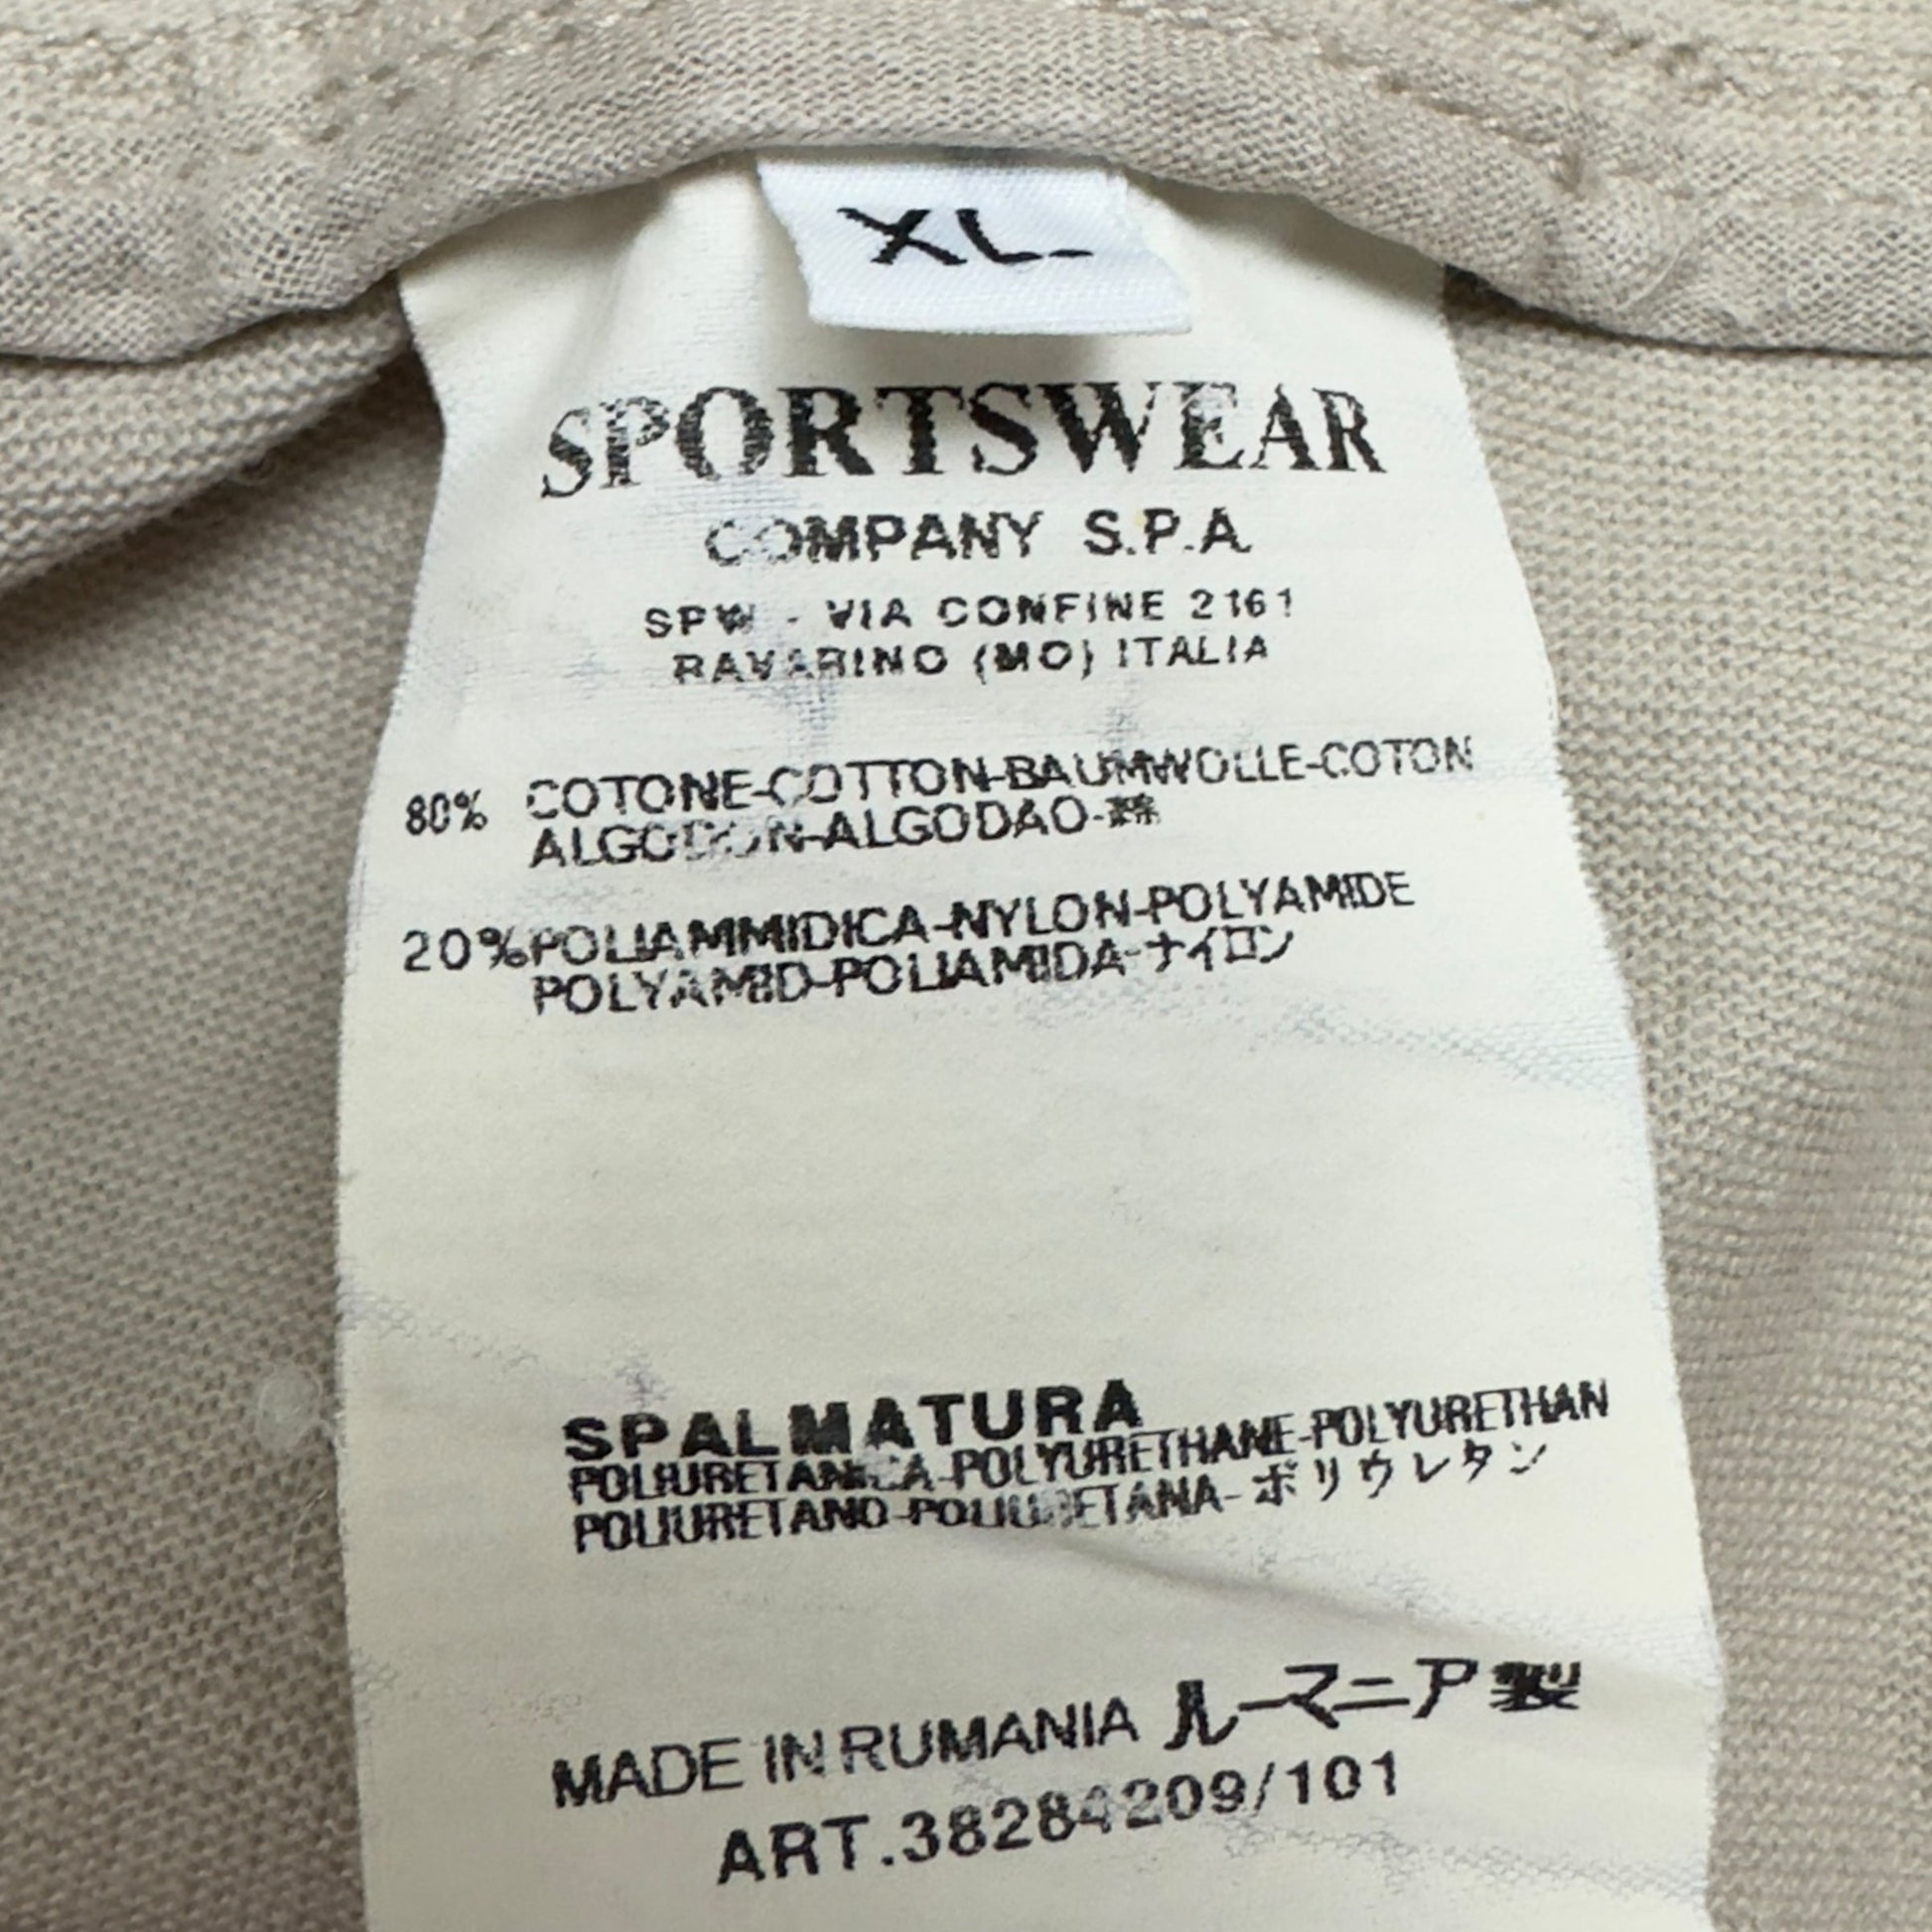 XL
SPORTSWEAR
COMPANY S.P.A.
SPW - VIA CONFINE 2161
RAVARINO (MO) ITALIA
80% COTONE-COTTON-BAUMWOLLE-COTON
ALGODON-ALGODAO-綿
20% POLIAMMIDICA-NYLON-POLYAMIDE
POLYAMID-POLIAMIDA-ナイロン
SPALMATURA
POLIURETANICA-POLYURETHANE-POLYURETHAN
POLIURETANO-POLIURETANA-ポリウレタン
MADE IN RUMANIA ルーマニア製
ART.38284209/101